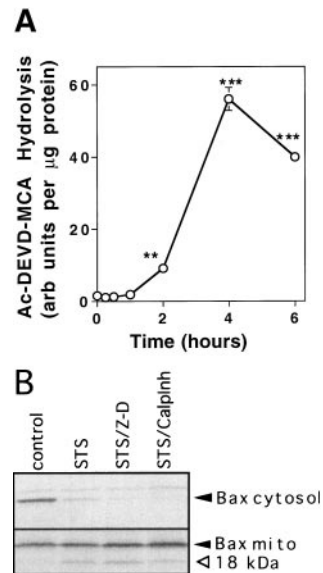 A
Ac-DEVD-MCA Hydrolysis
(arb units per µg protein)
60
40
20
0
**
***
***
0 2 4 6
Time (hours)
B
control
STS
STS/Z-D
STS/CalpInh
Bax cytosol
Bax mito
18 kDa